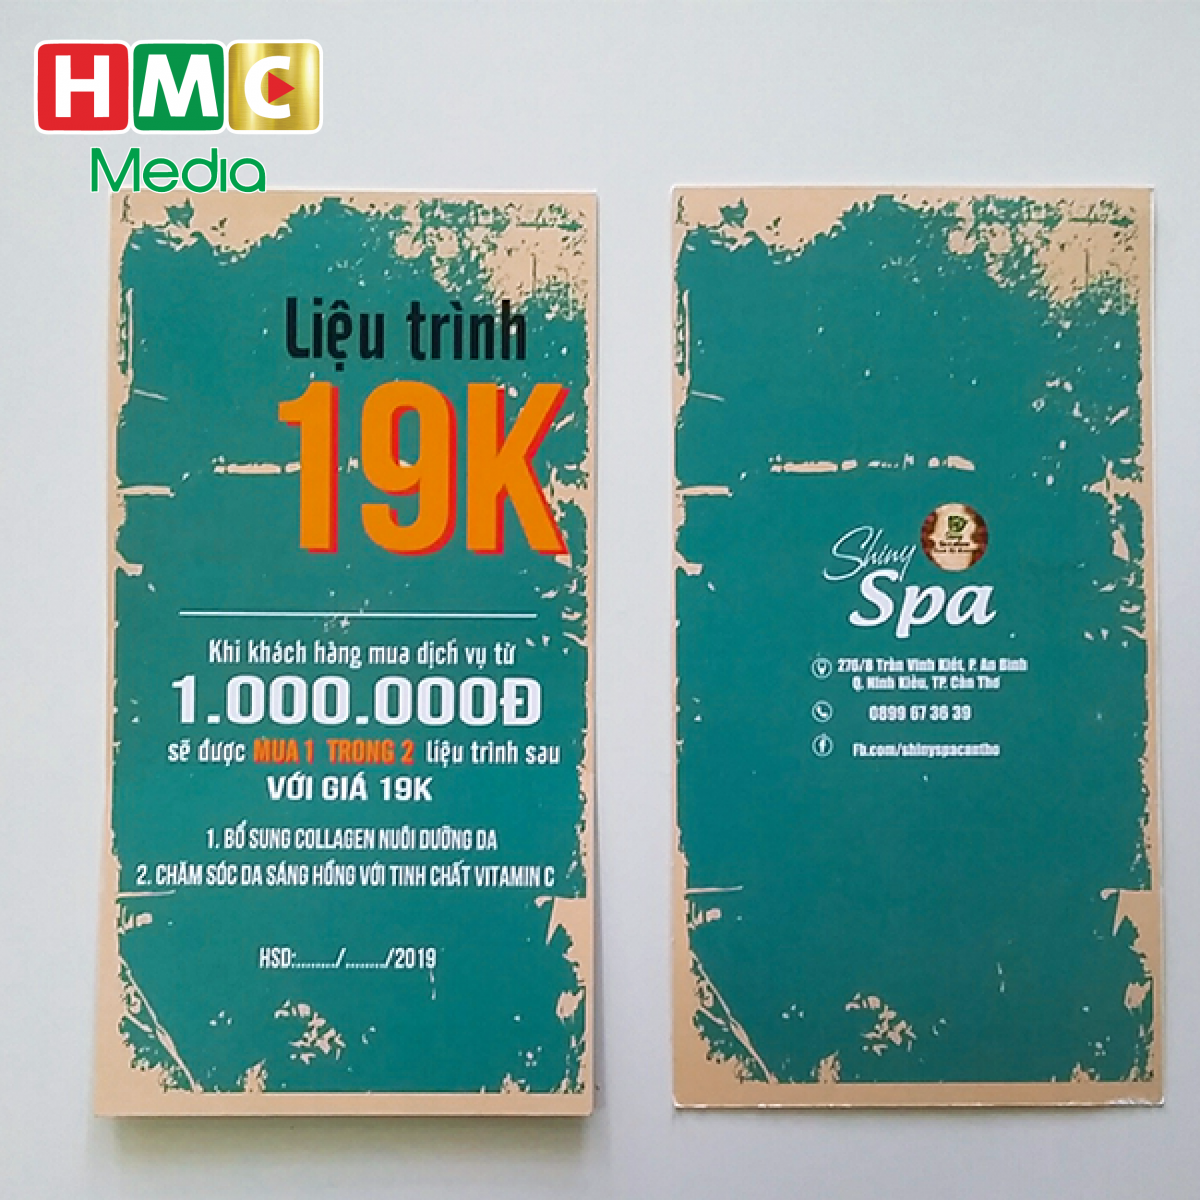 HMC
Media
Liệu trình
19K
Khi khách hàng mua dịch vụ từ
1.000.000Đ
sẽ được MUA 1 TRONG 2 liệu trình sau
VỚI GIÁ 19K
1. BỔ SUNG COLLAGEN NUÔI DƯỠNG DA
2. CHĂM SÓC DA SÁNG HỒNG VỚI TINH CHẤT VITAMIN C
HSD:......../......../2019
Shiny
Spa
276/8 Trần Vĩnh Kiết, P. An Bình
Q. Ninh Kiều, TP. Cần Thơ
0899 67 36 39
Fb.com/shinyspacantho